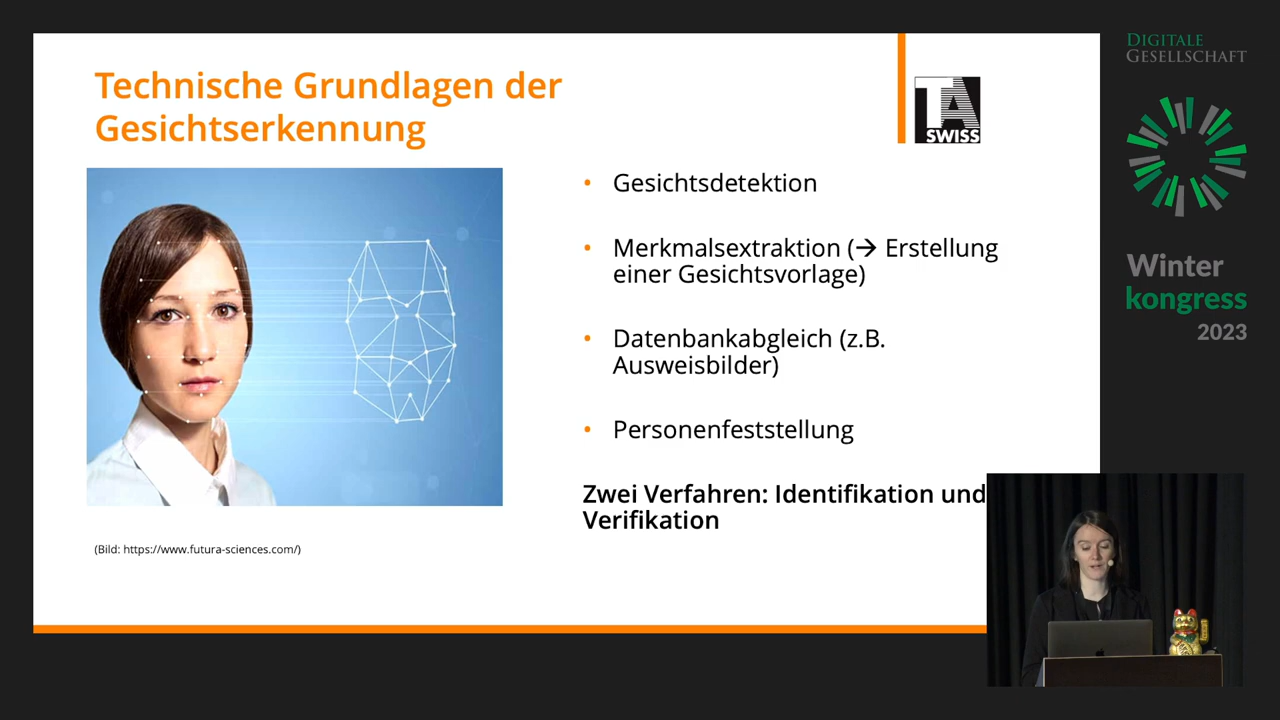 Technische Grundlagen der
Gesichtserkennung
TA
SWISS
• Gesichtsdetektion
• Merkmalsextraktion (→ Erstellung
einer Gesichtsvorlage)
• Datenbankabgleich (z.B.
Ausweisbilder)
• Personenfeststellung
Zwei Verfahren: Identifikation und
Verifikation
(Bild: https://www.futura-sciences.com/)
DIGITALE
GESELLSCHAFT
Winter
kongress
2023